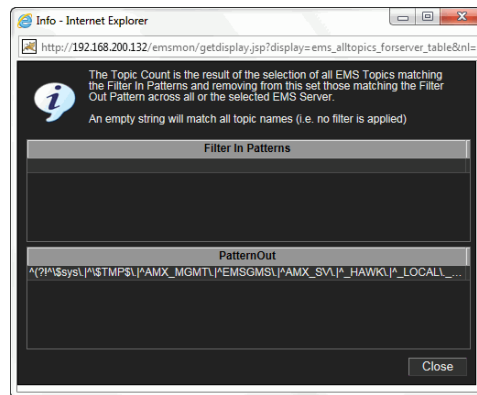 Info - Internet Explorer
http://192.168.200.132/emsmon/getdisplay.jsp?display=ems_alltopics_forserver_table&nl=
The Topic Count is the result of the selection of all EMS Topics matching
the Filter In Patterns and removing from this set those matching the Filter
Out Pattern across all or the selected EMS Server.
An empty string will match all topic names (i.e. no filter is applied)
Filter In Patterns
PatternOut
^(?!^\$sys\.|^\$TMP$\.|^AMX_MGMT\.|^EMSGMS\.|^AMX_SV\.|^_HAWK\.|^_LOCAL\._...
Close